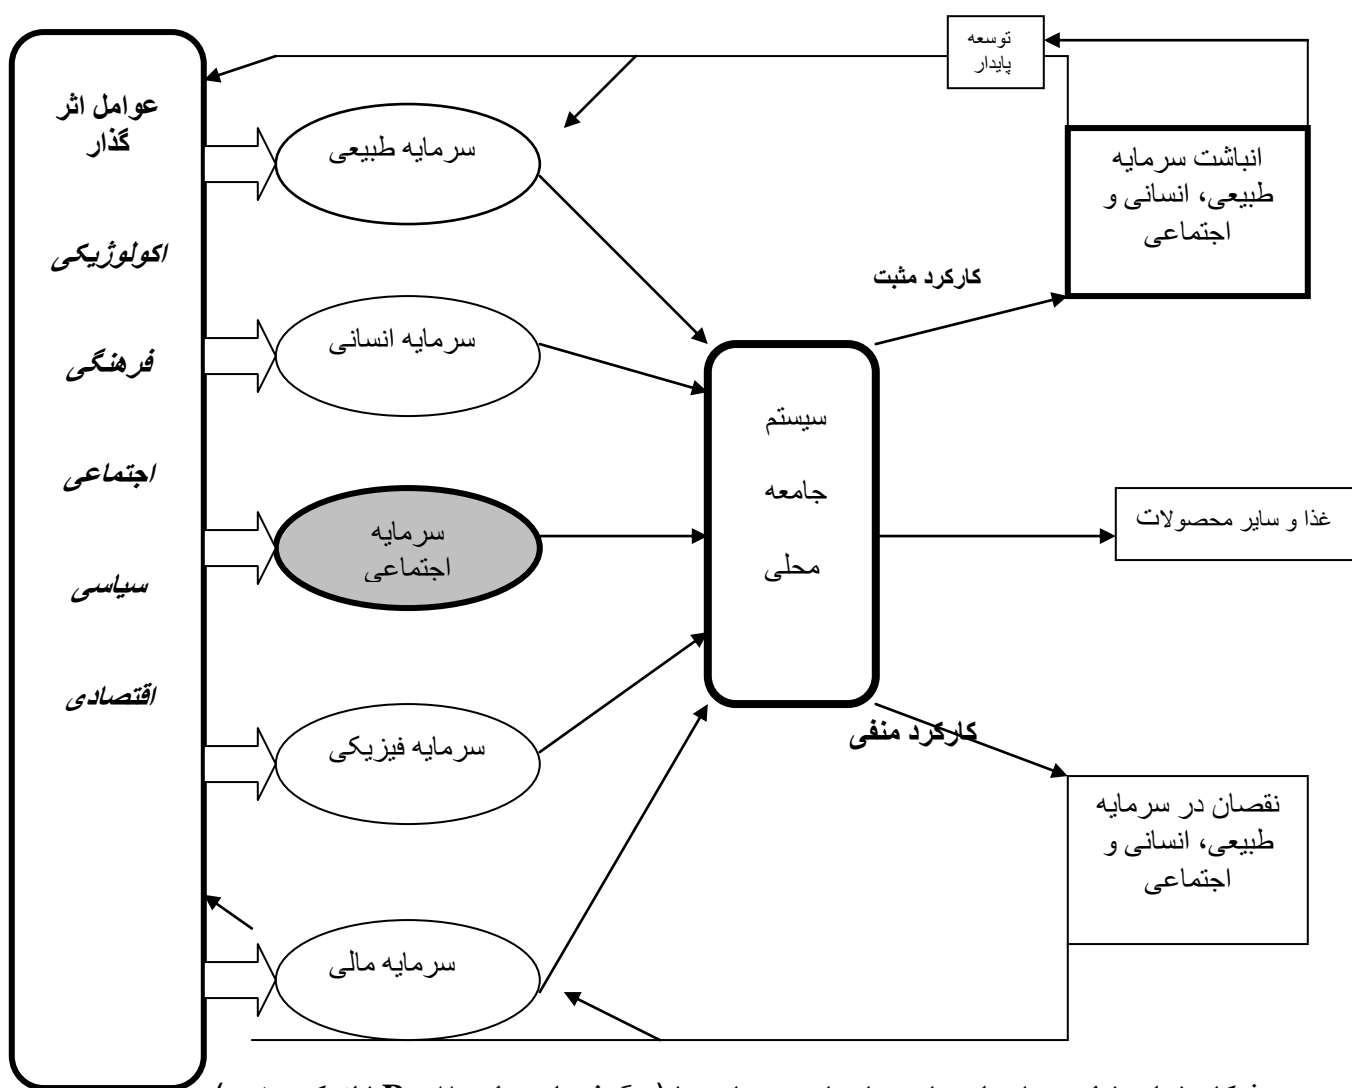 توسعه
پایدار
عوامل اثر
گذار
اکولوژیکی
فرهنگی
اجتماعی
سیاسی
اقتصادی
سرمایه طبیعی
سرمایه انسانی
سرمایه
اجتماعی
سرمایه فیزیکی
سرمایه مالی
سیستم
جامعه
محلی
کارکرد مثبت
انباشت سرمایه
طبیعی، انسانی و
اجتماعی
غذا و سایر محصولات
کارکرد منفی
نقصان در سرمایه
طبیعی، انسانی و
اجتماعی